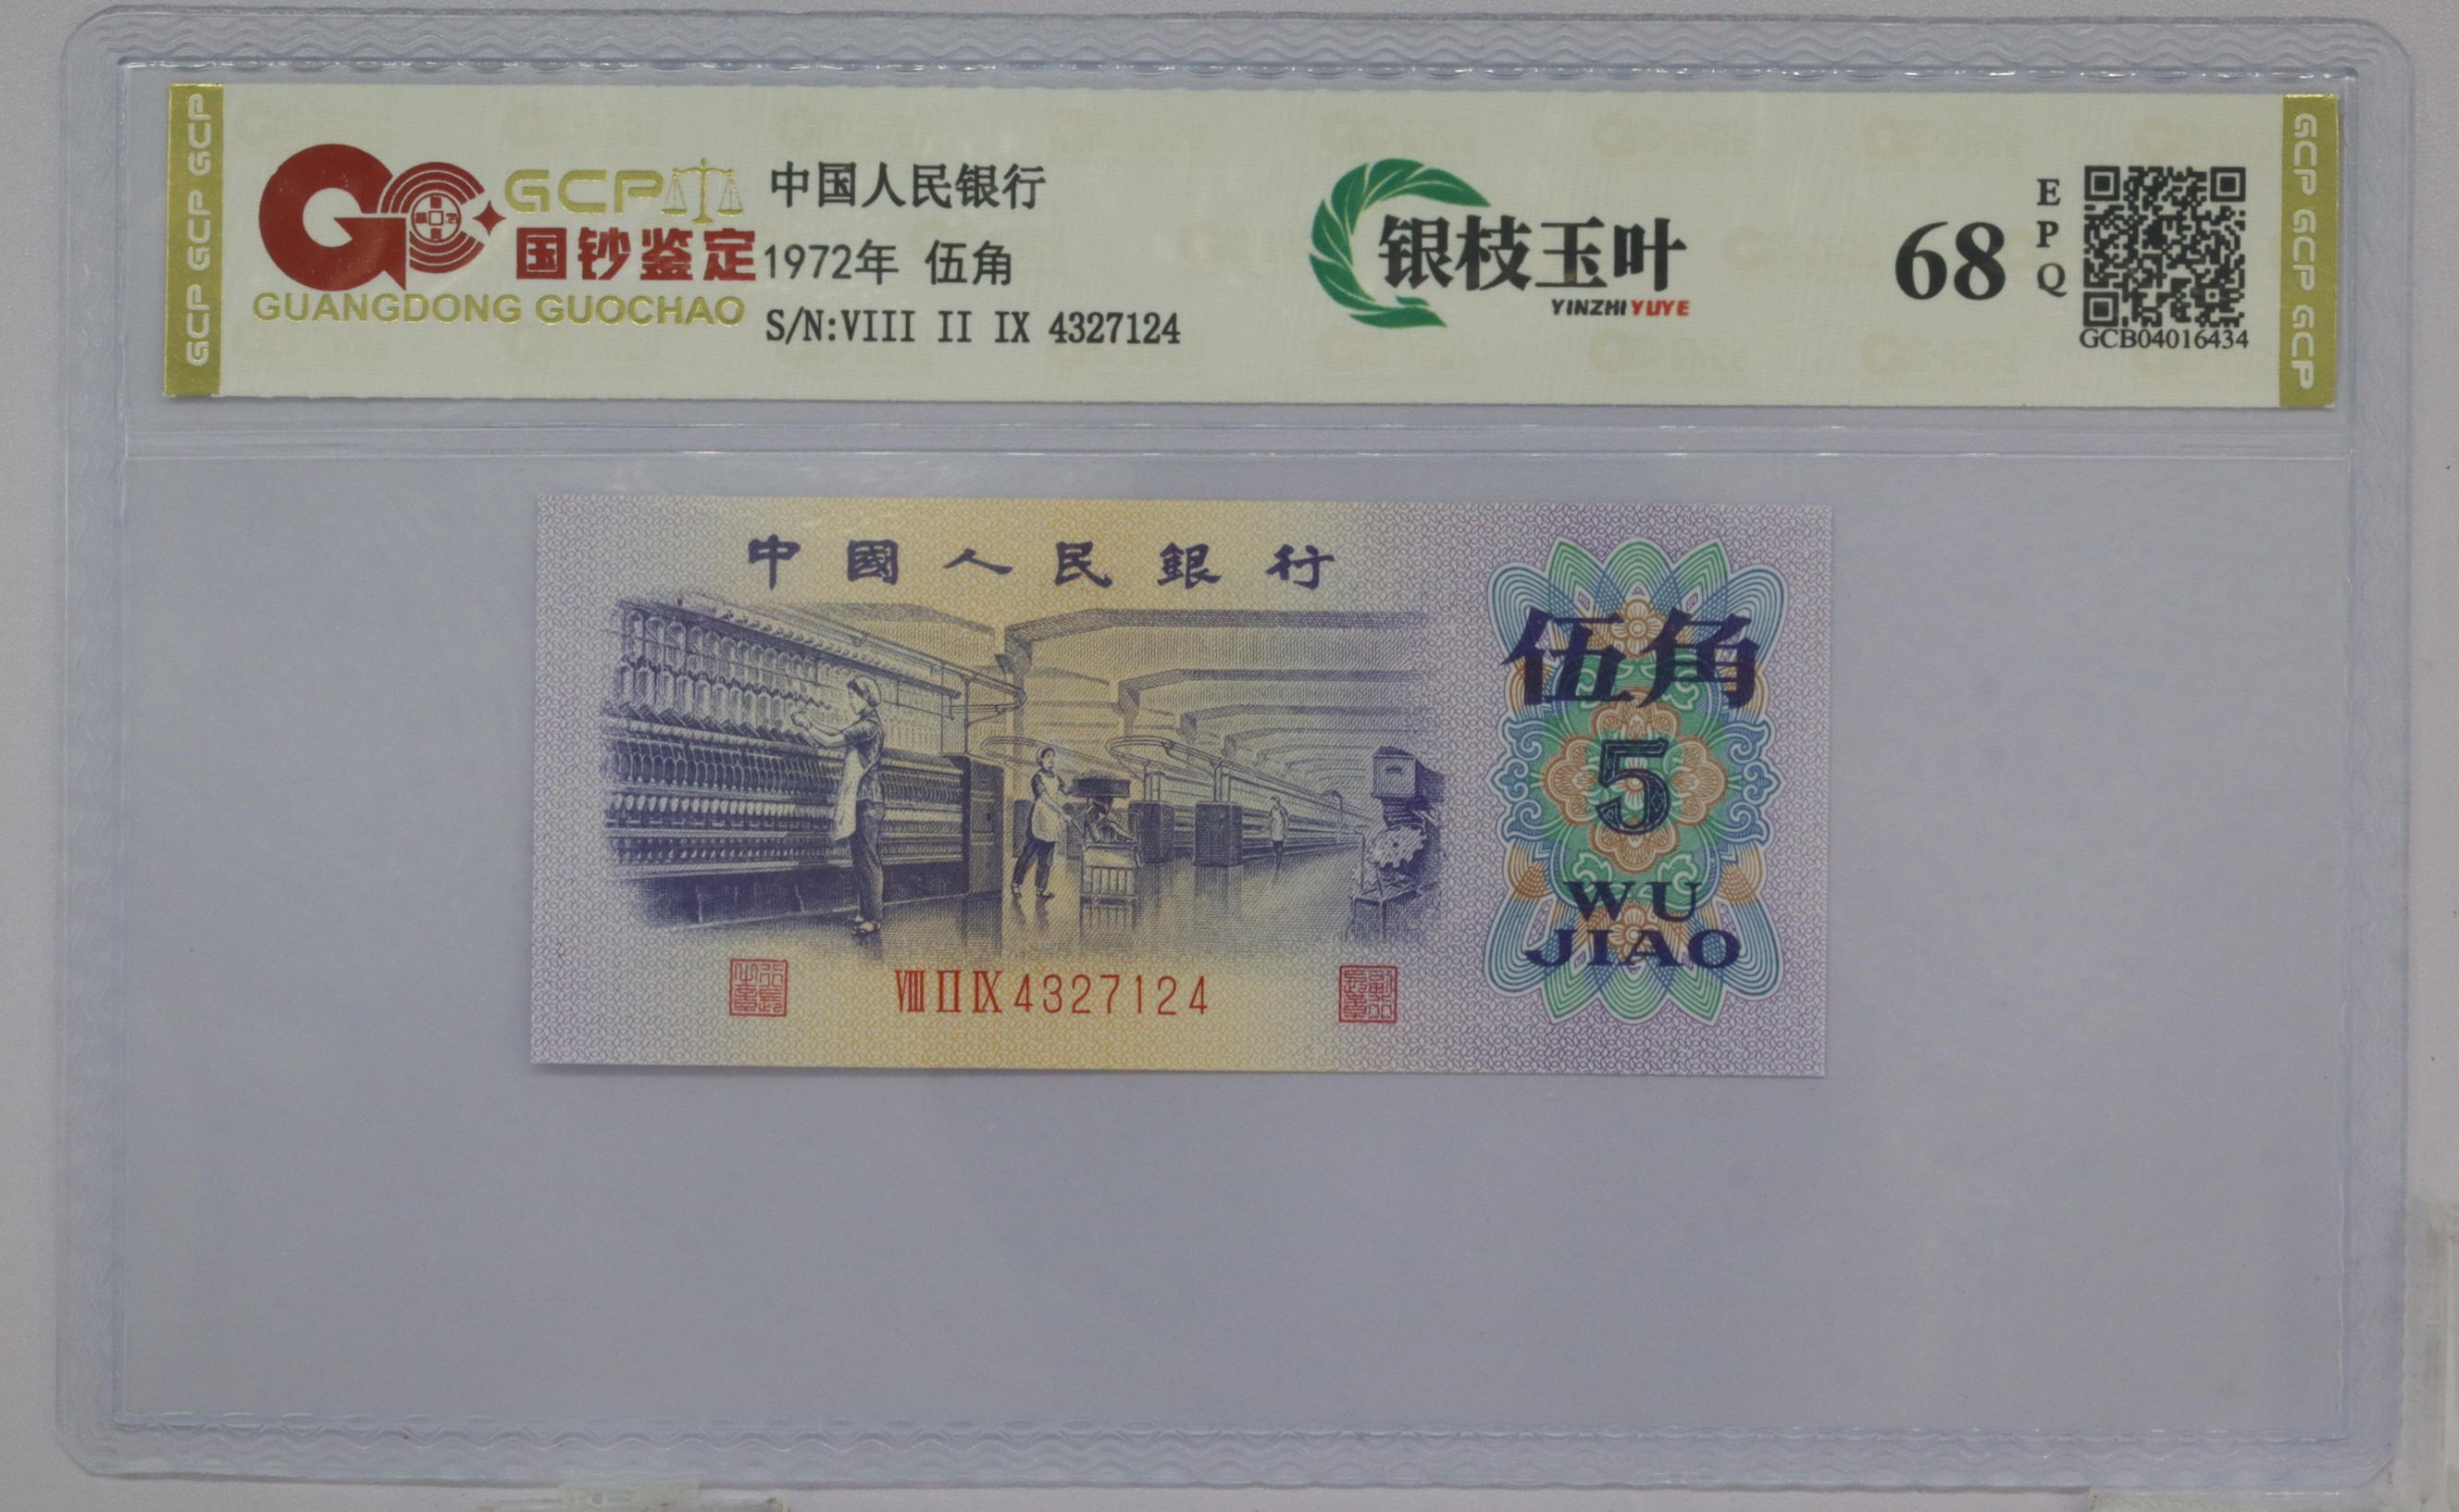 GCP GCP GCP
GCP
国钞鉴定
GUANGDONG GUOCHAO
中国人民银行
1972年 伍角
S/N:VIII II IX 4327124
银枝玉叶
YINZHI YUYE
68
EPQ
GCB04016434
GCP GCP GCP
中國人民銀行
伍角
5
WU
JIAO
VIII II IX 4327124